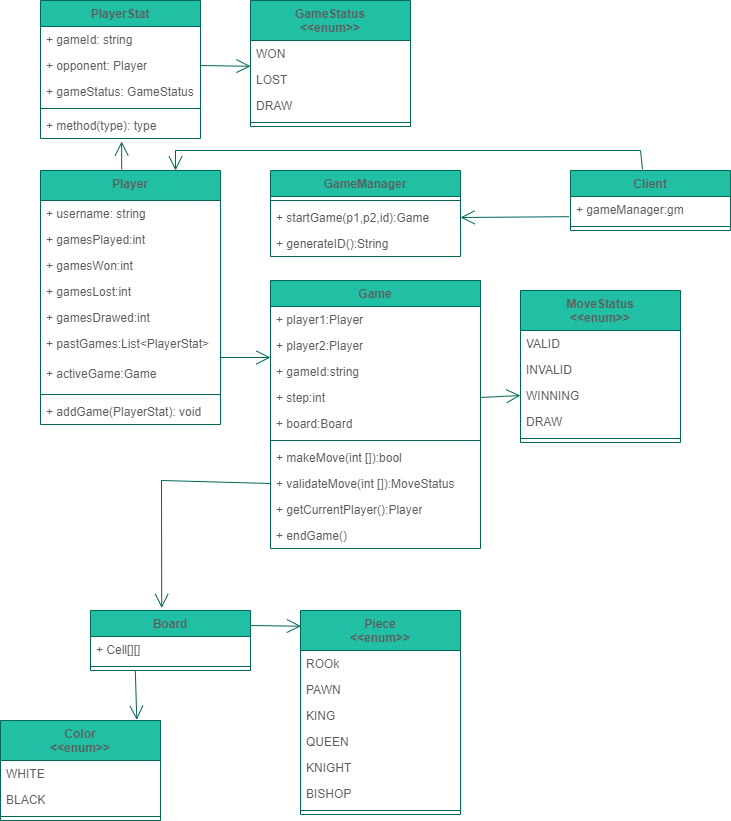 PlayerStat
+ gameId: string
+ opponent: Player
+ gameStatus: GameStatus
+ method(type): type
GameStatus
<<enum>>
WON
LOST
DRAW
Player
+ username: string
+ gamesPlayed:int
+ gamesWon:int
+ gamesLost:int
+ gamesDrawed:int
+ pastGames:List<PlayerStat>
+ activeGame:Game
+ addGame(PlayerStat): void
GameManager
+ startGame(p1,p2,id):Game
+ generateID():String
Client
+ gameManager:gm
Game
+ player1:Player
+ player2:Player
+ gameId:string
+ step:int
+ board:Board
+ makeMove(int []):bool
+ validateMove(int []):MoveStatus
+ getCurrentPlayer():Player
+ endGame()
MoveStatus
<<enum>>
VALID
INVALID
WINNING
DRAW
Board
+ Cell[][]
Piece
<<enum>>
ROOk
PAWN
KING
QUEEN
KNIGHT
BISHOP
Color
<<enum>>
WHITE
BLACK